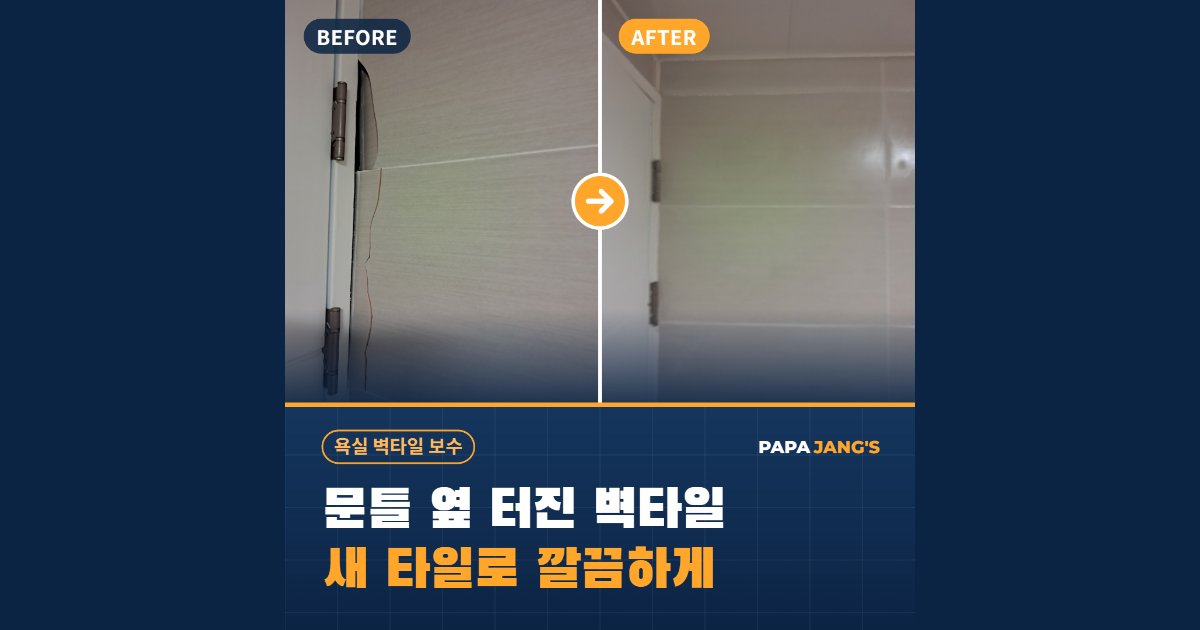 BEFORE
AFTER
욕실 벽타일 보수
PAPA JANG'S
문틀 옆 터진 벽타일
새 타일로 깔끔하게